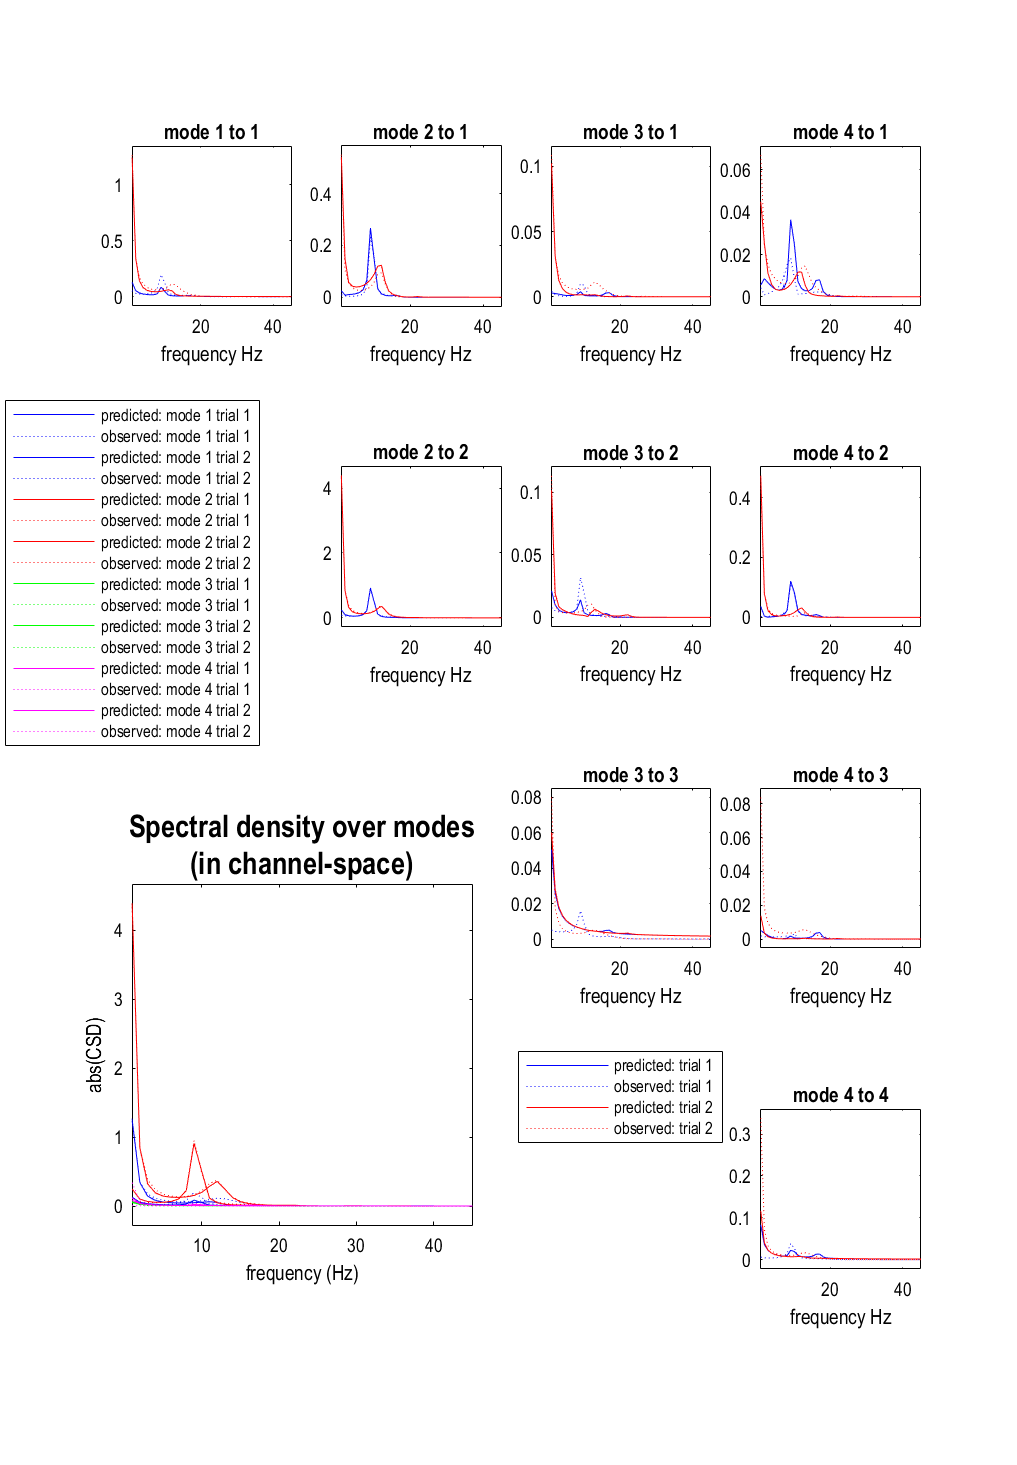 mode 1 to 1
1
0.5
0
20
40
frequency Hz
mode 2 to 1
0.4
0.2
0
20
40
frequency Hz
mode 3 to 1
0.1
0.05
0
20
40
frequency Hz
mode 4 to 1
0.06
0.04
0.02
0
20
40
frequency Hz
predicted: mode 1 trial 1
observed: mode 1 trial 1
predicted: mode 1 trial 2
observed: mode 1 trial 2
predicted: mode 2 trial 1
observed: mode 2 trial 1
predicted: mode 2 trial 2
observed: mode 2 trial 2
predicted: mode 3 trial 1
observed: mode 3 trial 1
predicted: mode 3 trial 2
observed: mode 3 trial 2
predicted: mode 4 trial 1
observed: mode 4 trial 1
predicted: mode 4 trial 2
observed: mode 4 trial 2
mode 2 to 2
4
2
0
20
40
frequency Hz
mode 3 to 2
0.1
0.05
0
20
40
frequency Hz
mode 4 to 2
0.4
0.2
0
20
40
frequency Hz
mode 3 to 3
0.08
0.06
0.04
0.02
0
20
40
frequency Hz
mode 4 to 3
0.08
0.06
0.04
0.02
0
20
40
frequency Hz
Spectral density over modes
(in channel-space)
abs(CSD)
4
3
2
1
0
10
20
30
40
frequency (Hz)
predicted: trial 1
observed: trial 1
predicted: trial 2
observed: trial 2
mode 4 to 4
0.3
0.2
0.1
0
20
40
frequency Hz